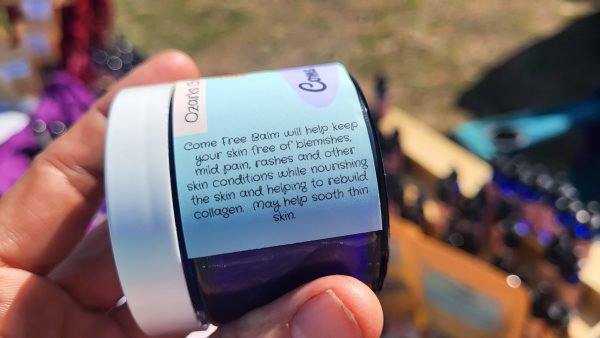 Ozarks
Come Free Balm will help keep
your skin free of blemishes,
mild pain, rashes and other
skin conditions while nourishing
the skin and helping to rebuild
collagen. May help sooth thin
skin.